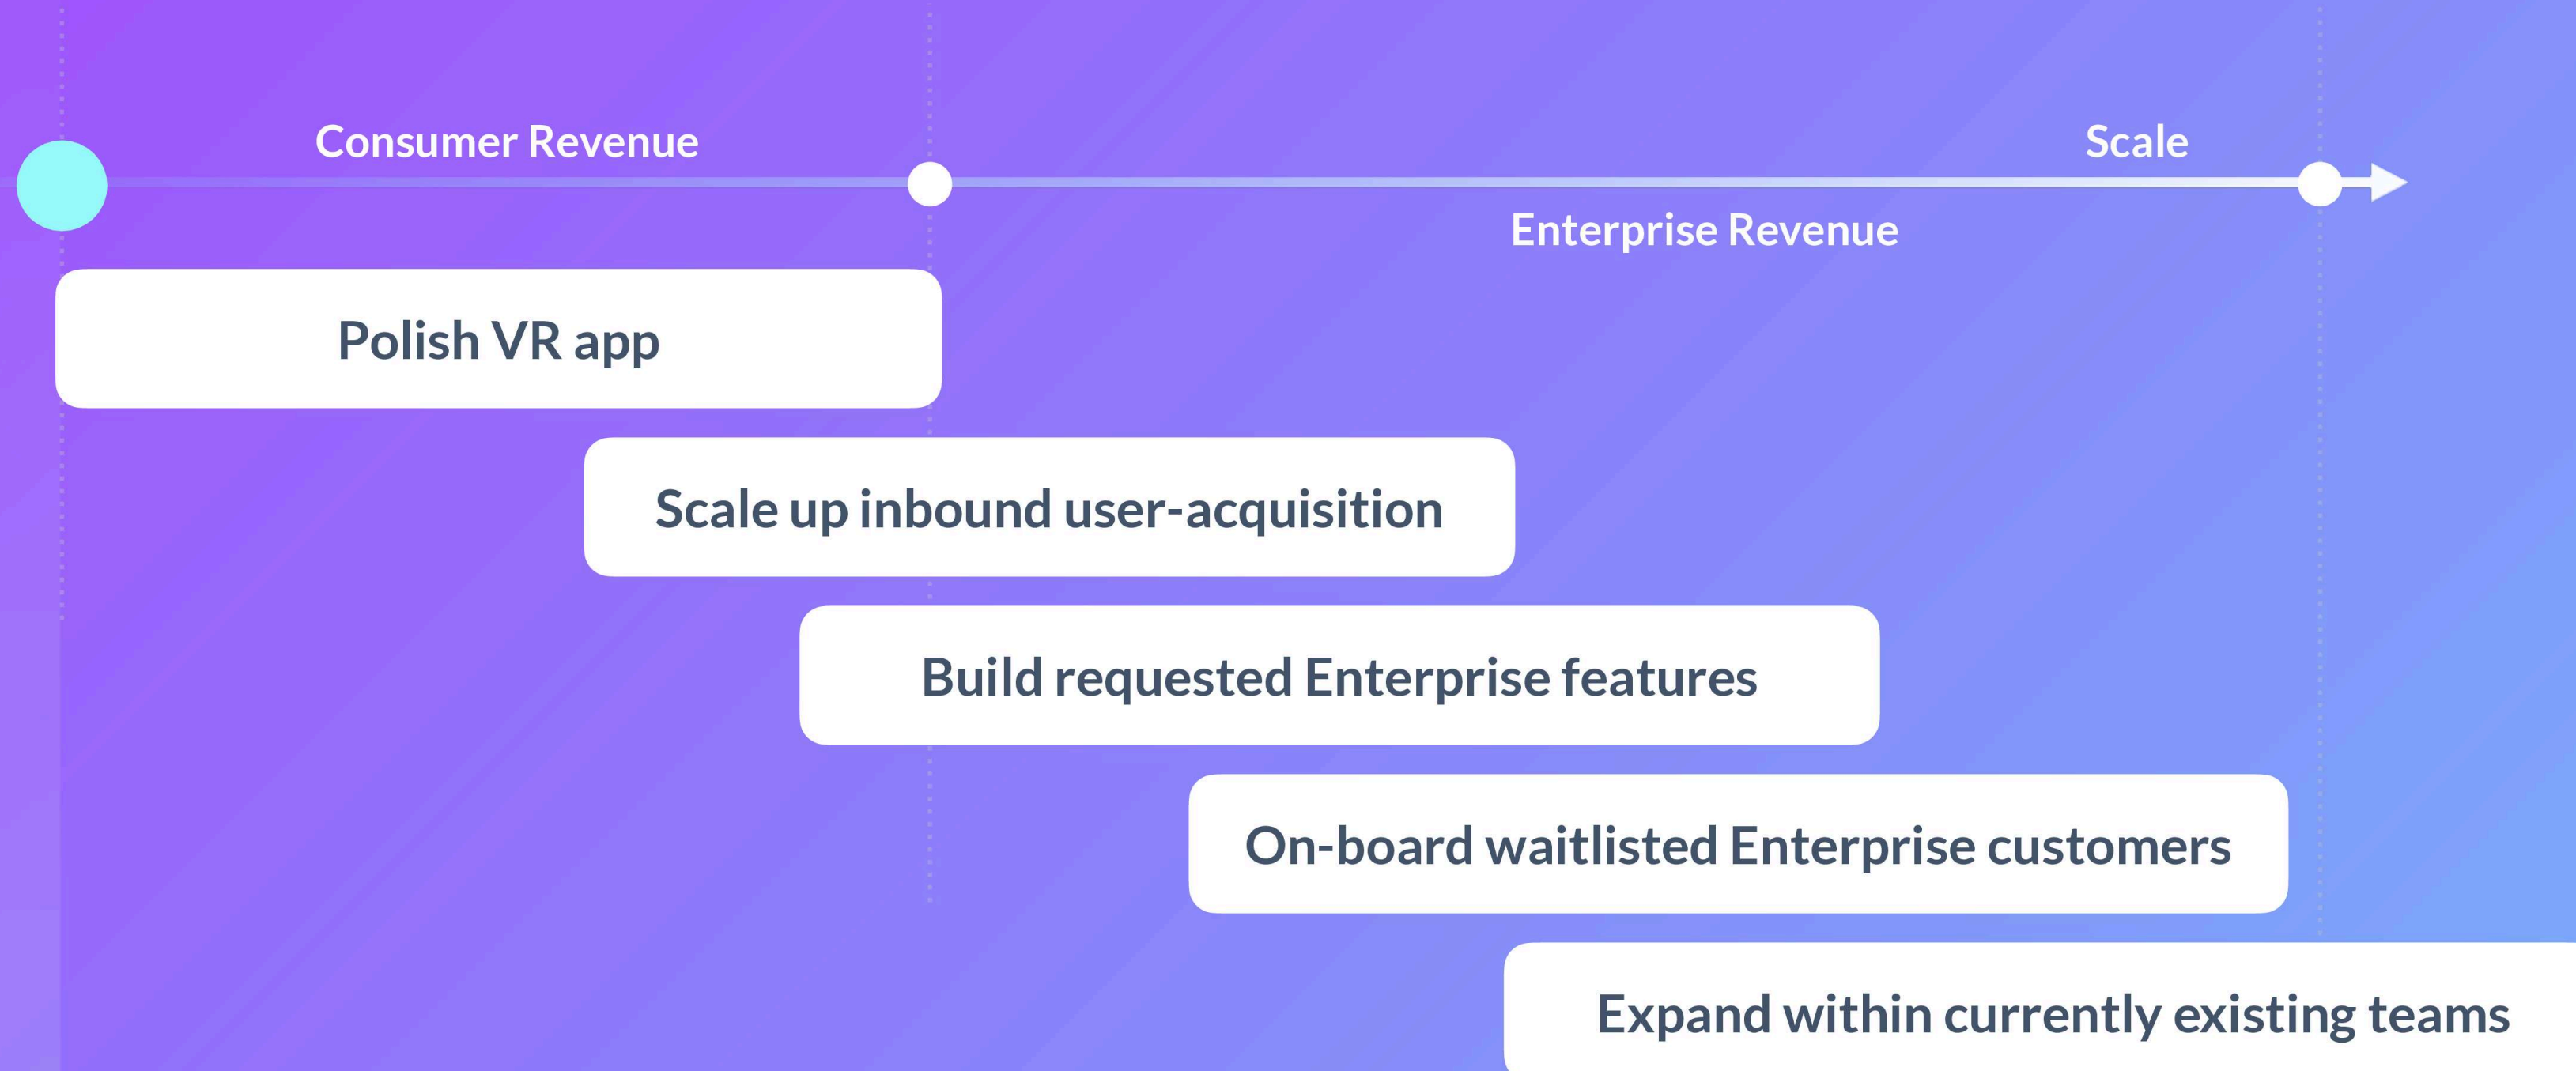 Consumer Revenue
Scale
Enterprise Revenue
Polish VR app
Scale up inbound user-acquisition
Build requested Enterprise features
On-board waitlisted Enterprise customers
Expand within currently existing teams